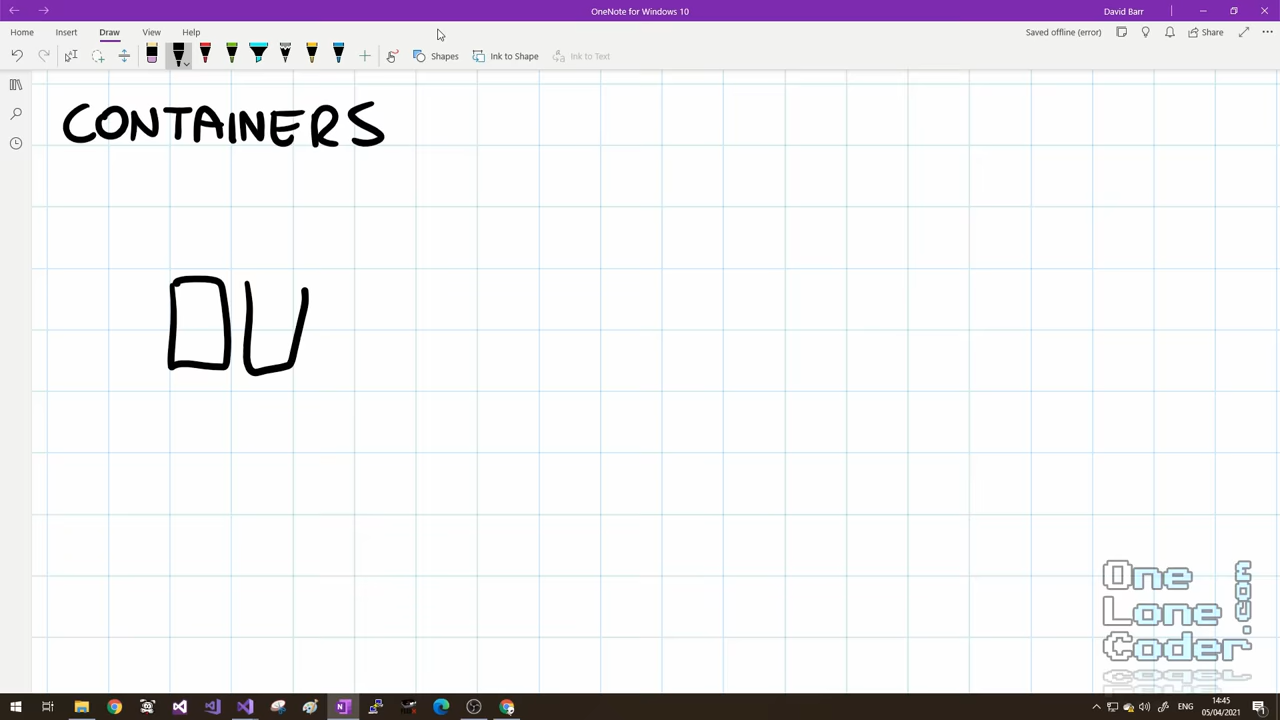 OneNote for Windows 10
David Barr
Home Insert Draw View Help
Saved offline (error)
Share
Shapes
Ink to Shape
Ink to Text
CONTAINERS
One
Lone
Coder
.com
ENG
14:45
05/04/2021